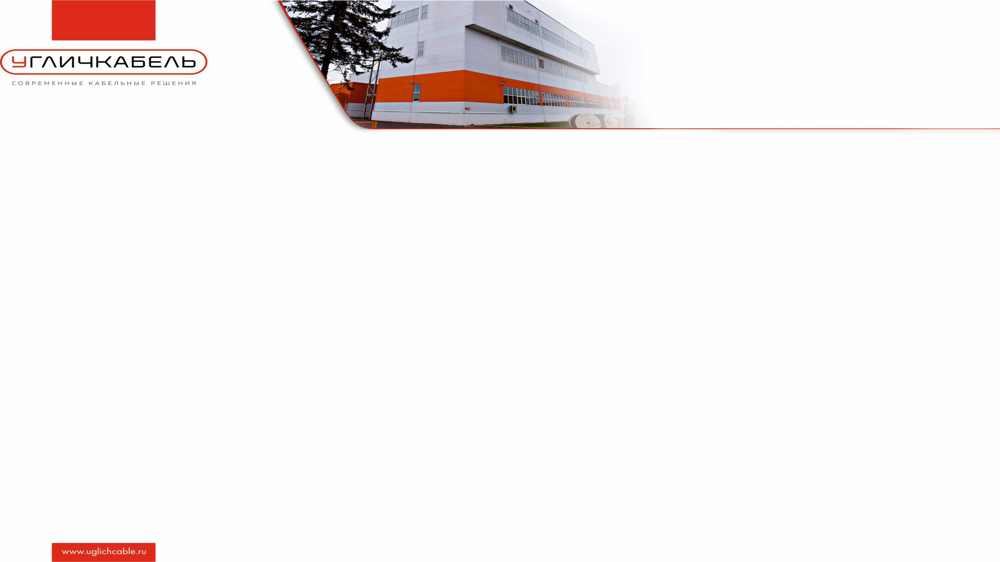 УГЛИЧКАБЕЛЬ
СОВРЕМЕННЫЕ КАБЕЛЬНЫЕ РЕШЕНИЯ
www.uglichcable.ru